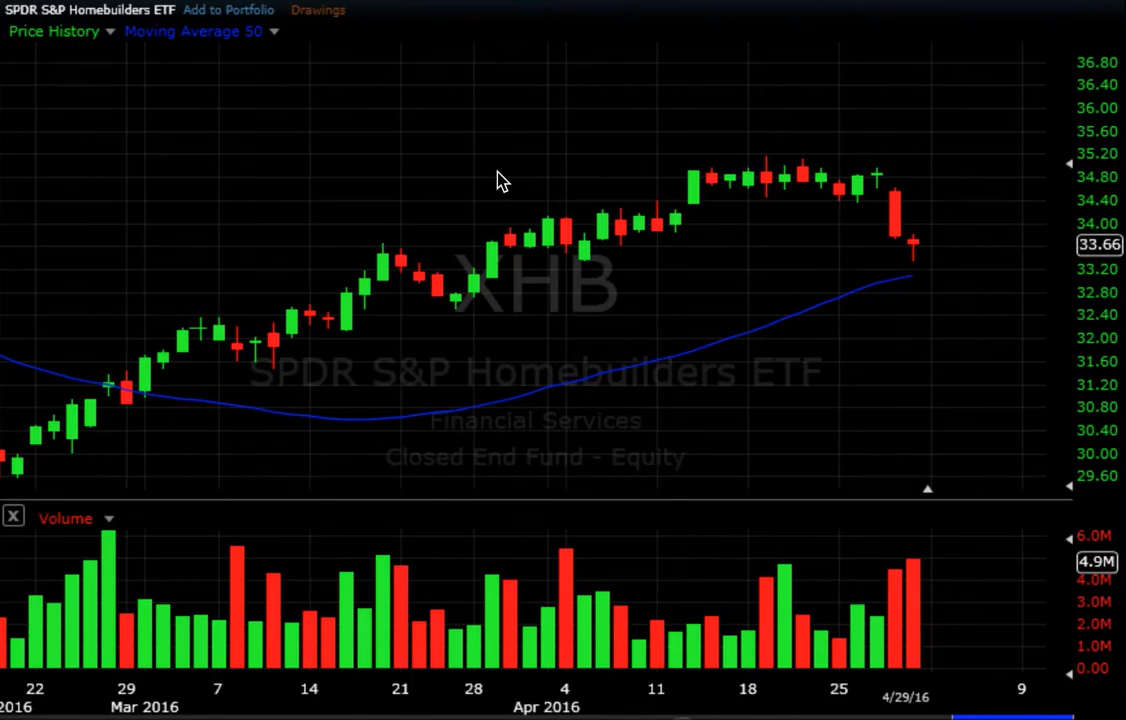 SPDR S&P Homebuilders ETF Add to Portfolio Drawings
Price History Moving Average 50
36.80
36.40
36.00
35.60
35.20
34.80
34.40
34.00
33.66
33.20
32.80
32.40
32.00
31.60
31.20
30.80
30.40
30.00
29.60
XHB
SPDR S&P Homebuilders ETF
Financial Services
Closed End Fund - Equity
X Volume
6.0M
4.9M
4.0M
3.0M
2.0M
1.0M
0.00
22 29 7 14 21 28 4 11 18 25 4/29/16 9
2016 Mar 2016 Apr 2016